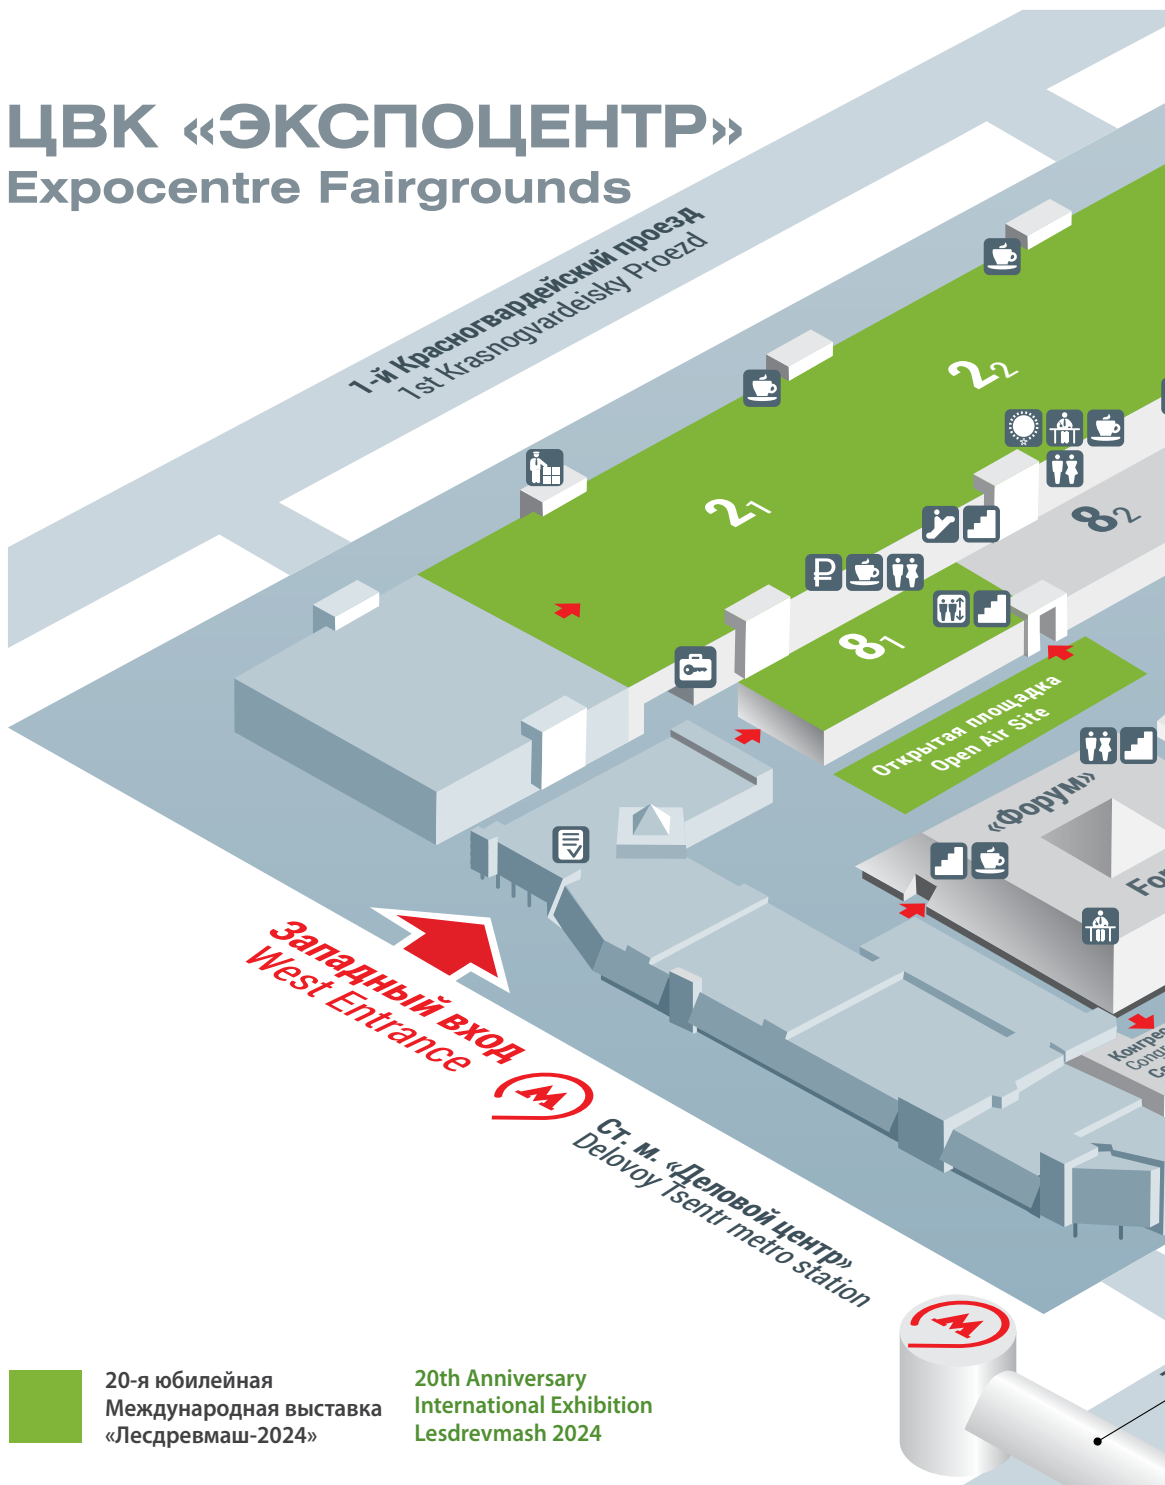 ЦВК «ЭКСПОЦЕНТР»
Expocentre Fairgrounds
1-й Красногвардейский проезд
1st Krasnogvardeisky Proezd
2₂
2₁
8₂
8₁
Открытая площадка
Open Air Site
«Форум»
Западный вход
West Entrance
Ст. м. «Деловой центр»
Delovoy Tsentr metro station
20-я юбилейная
Международная выставка
«Лесдревмаш-2024»
20th Anniversary
International Exhibition
Lesdrevmash 2024